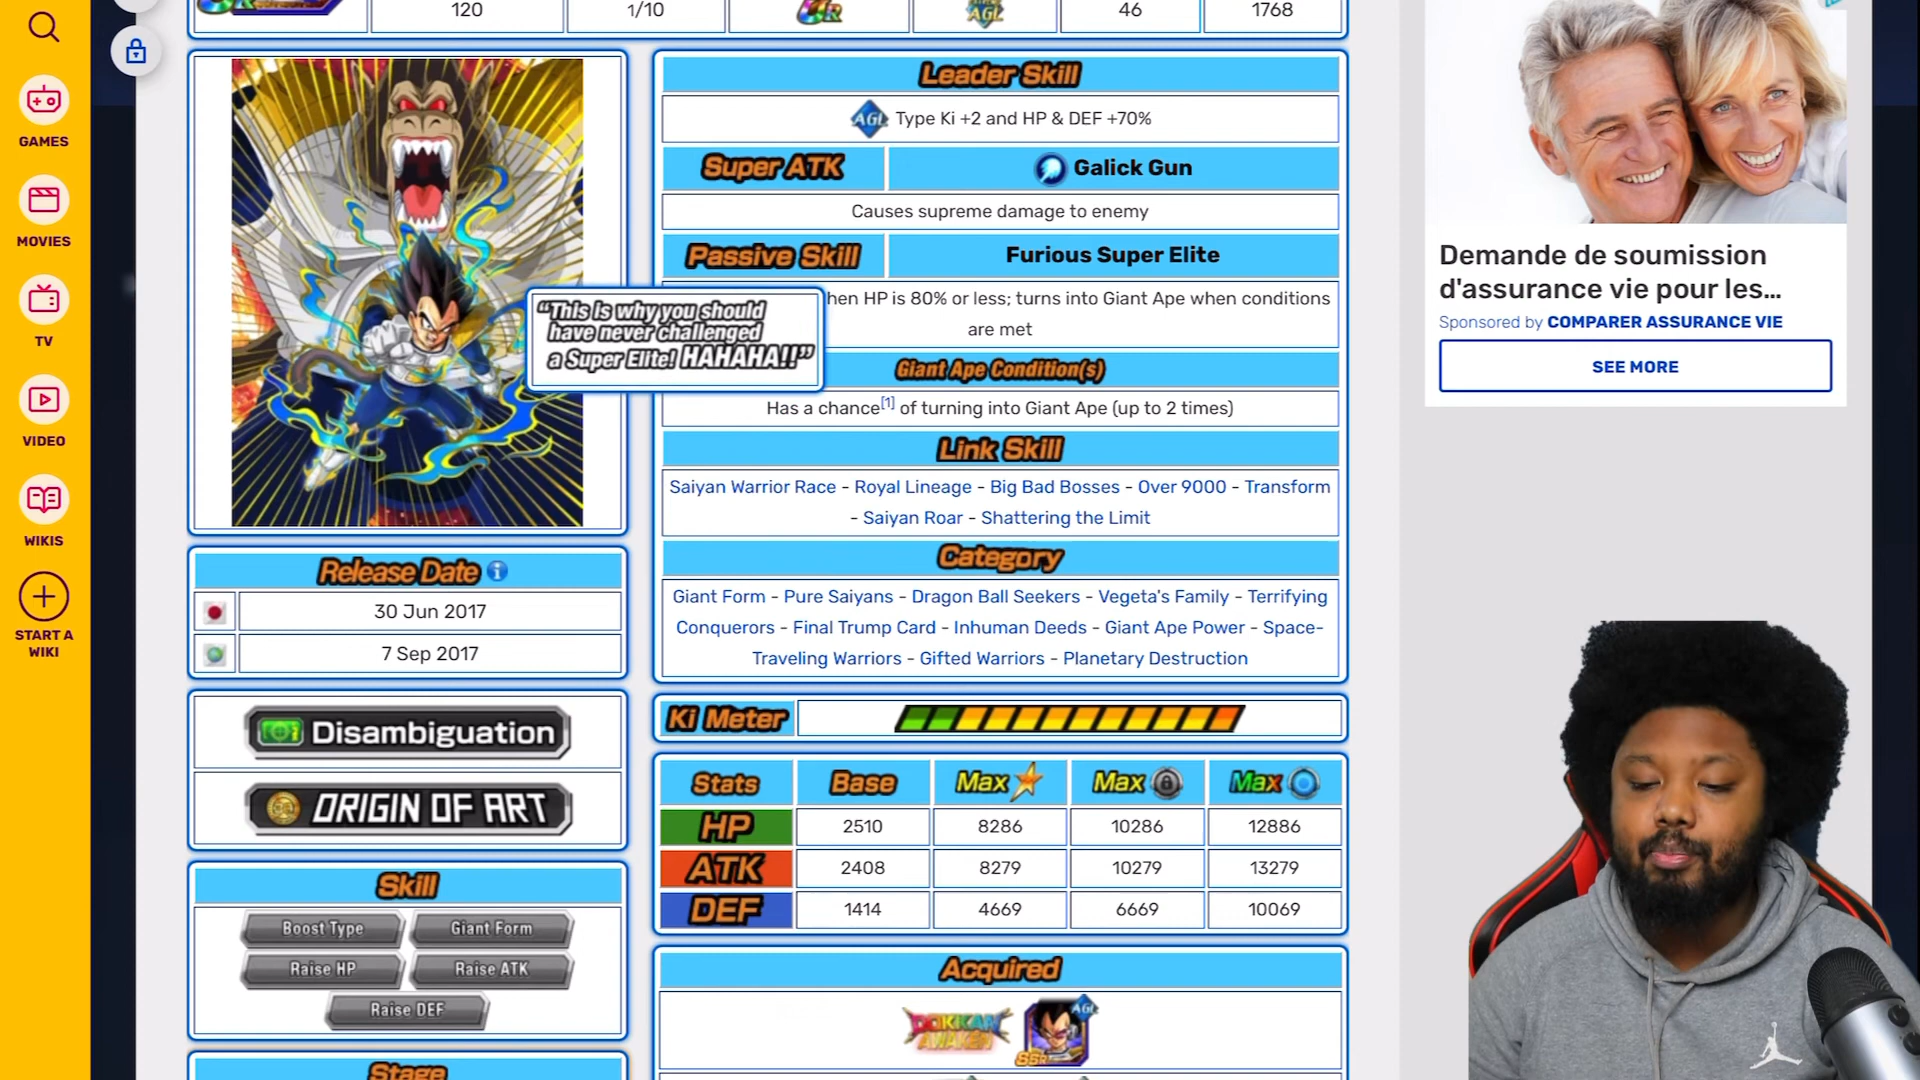 120
1/10
UR
AGL
46
1768
GAMES
MOVIES
TV
VIDEO
WIKIS
START A
WIKI
"This is why you should
have never challenged
a Super Elite! HAHAHA!!"
Release Date
30 Jun 2017
7 Sep 2017
Disambiguation
ORIGIN OF ART
Skill
Boost Type
Giant Form
Raise HP
Raise ATK
Raise DEF
Stage
Leader Skill
AGL Type Ki +2 and HP & DEF +70%
Super ATK
Galick Gun
Causes supreme damage to enemy
Passive Skill
Furious Super Elite
hen HP is 80% or less; turns into Giant Ape when conditions
are met
Giant Ape Condition(s)
Has a chance[1] of turning into Giant Ape (up to 2 times)
Link Skill
Saiyan Warrior Race - Royal Lineage - Big Bad Bosses - Over 9000 - Transform
- Saiyan Roar - Shattering the Limit
Category
Giant Form - Pure Saiyans - Dragon Ball Seekers - Vegeta's Family - Terrifying
Conquerors - Final Trump Card - Inhuman Deeds - Giant Ape Power - Space-
Traveling Warriors - Gifted Warriors - Planetary Destruction
Ki Meter
Stats Base Max Max Max
HP 2510 8286 10286 12886
ATK 2408 8279 10279 13279
DEF 1414 4669 6669 10069
Acquired
DOKKAN
AWAKEN
AGL
SSR
Demande de soumission
d'assurance vie pour les...
Sponsored by COMPARER ASSURANCE VIE
SEE MORE